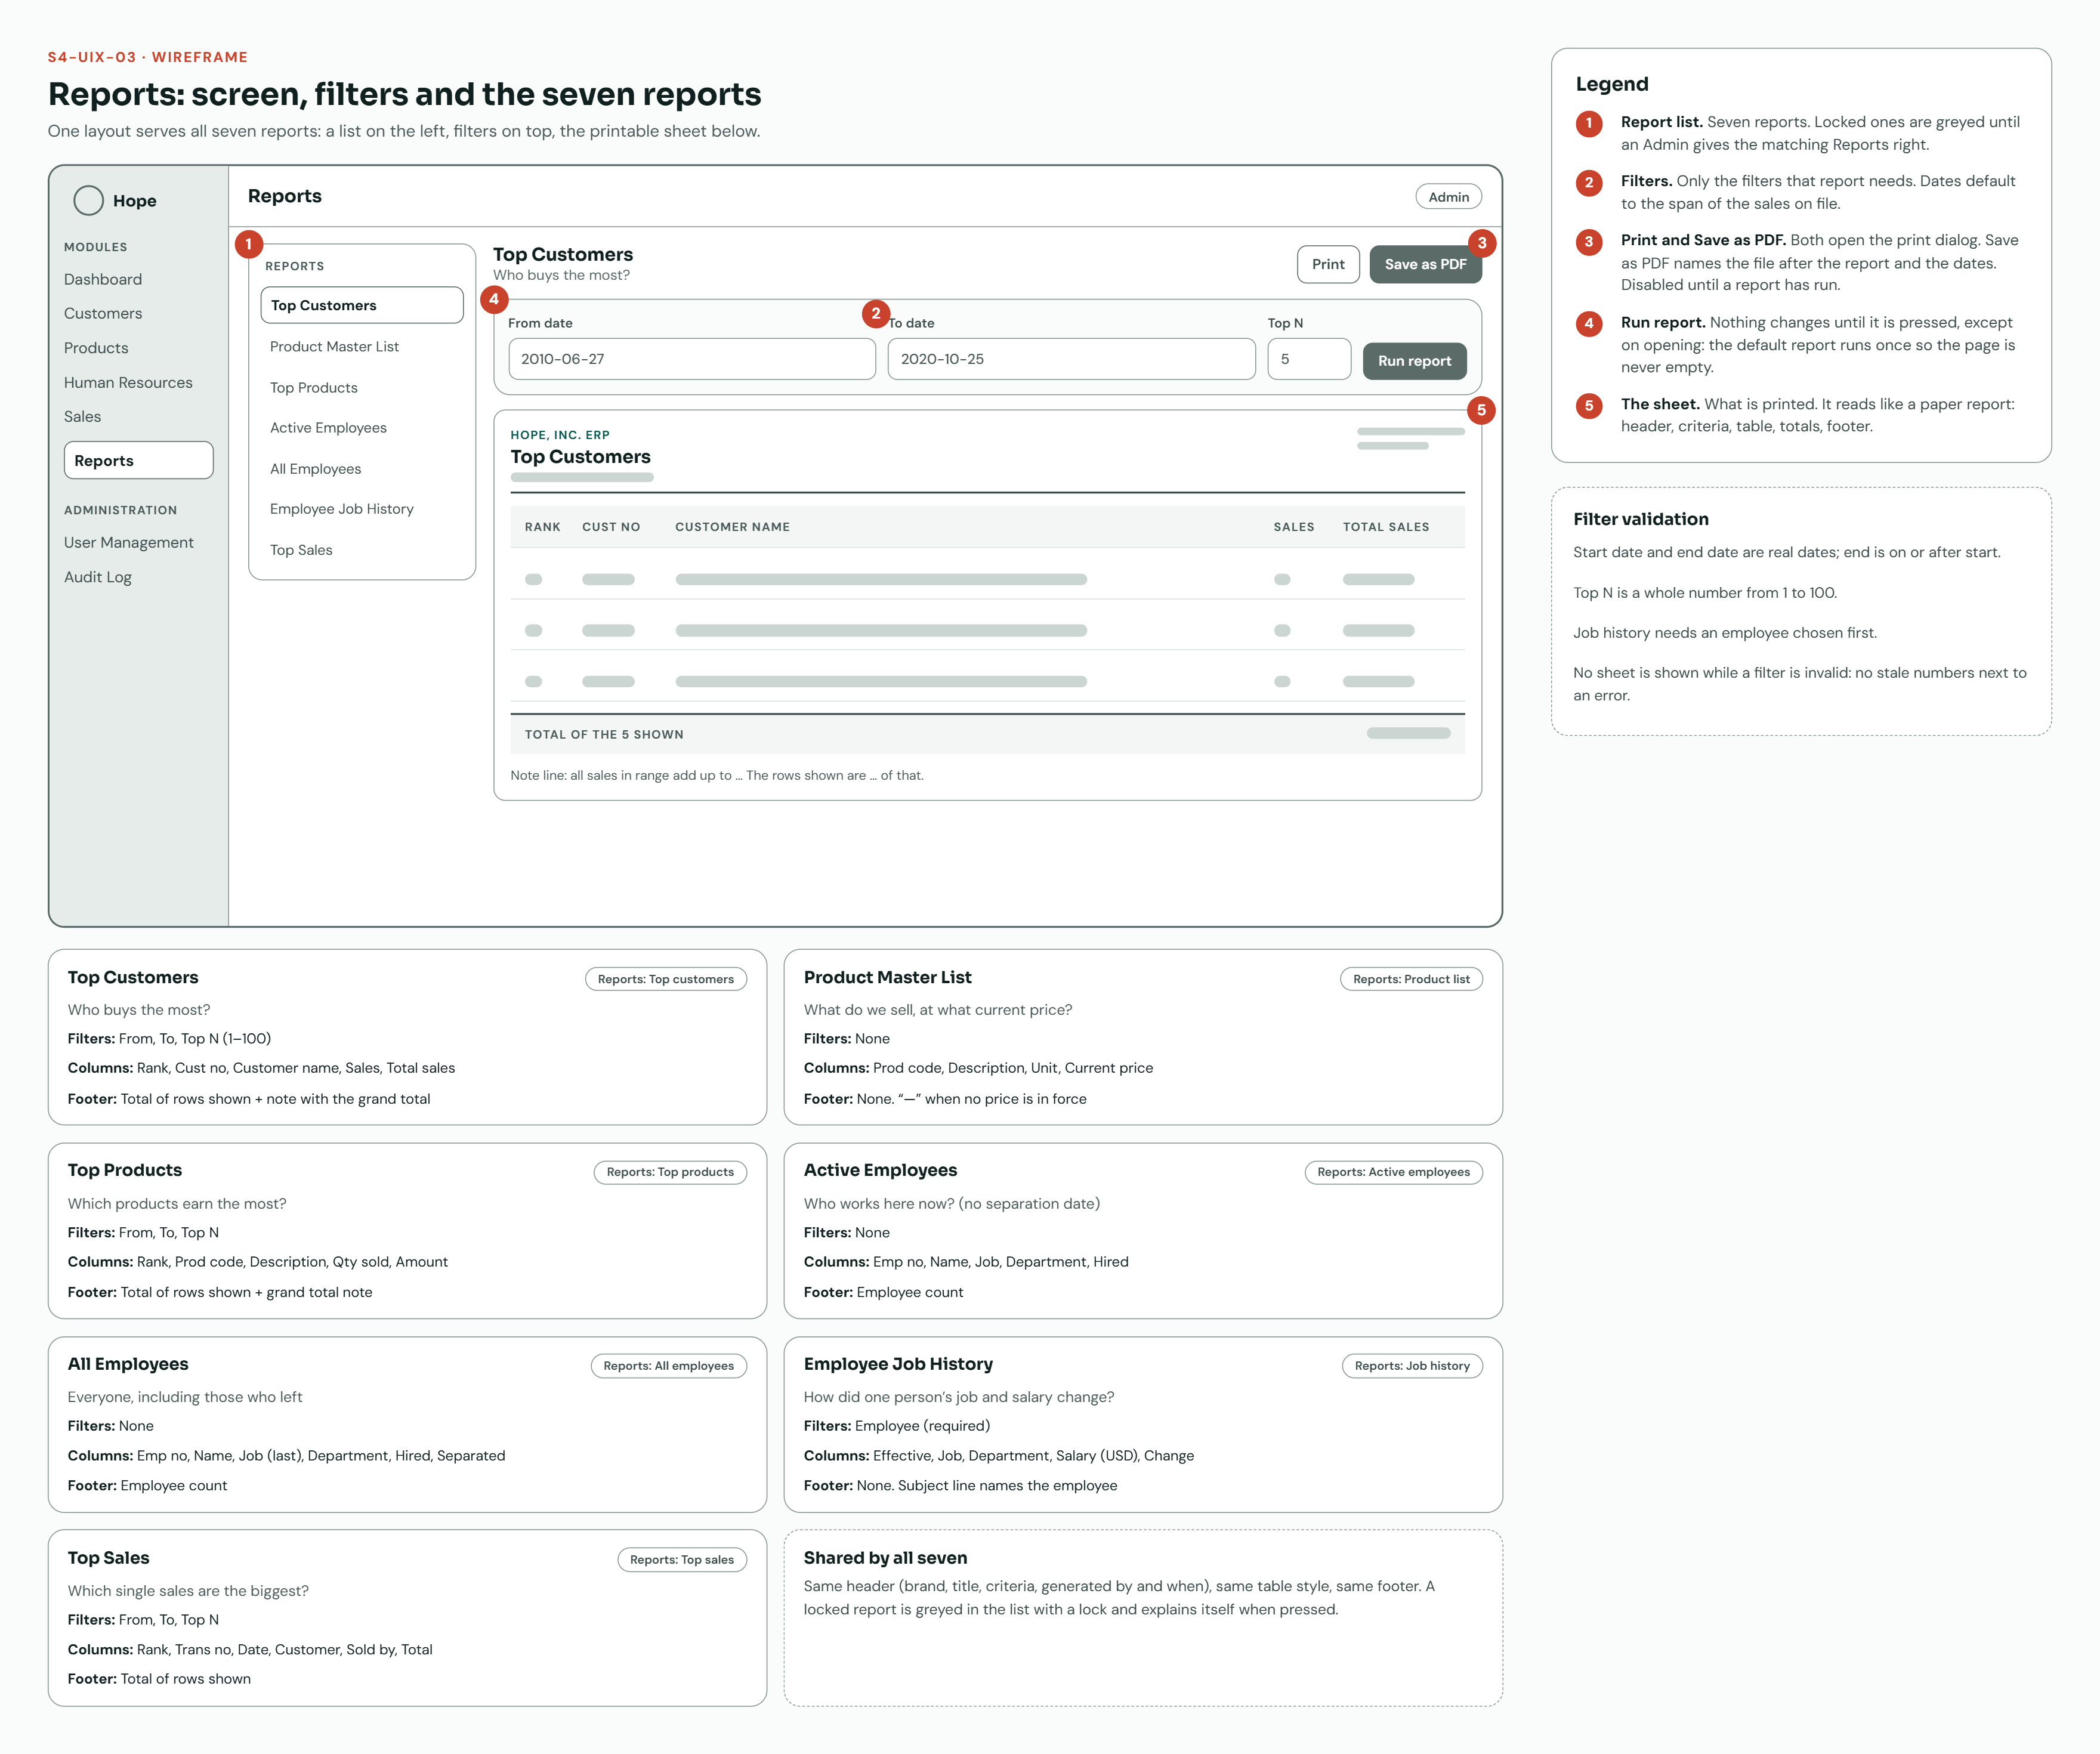 S4-UIX-03 · WIREFRAME
Reports: screen, filters and the seven reports
One layout serves all seven reports: a list on the left, filters on top, the printable sheet below.
Hope
MODULES
Dashboard
Customers
Products
Human Resources
Sales
Reports
ADMINISTRATION
User Management
Audit Log
Reports
Admin
1
REPORTS
Top Customers
Product Master List
Top Products
Active Employees
All Employees
Employee Job History
Top Sales
Top Customers
Who buys the most?
Print
Save as PDF
3
4
2
From date
To date
Top N
2010-06-27
2020-10-25
5
Run report
5
HOPE, INC. ERP
Top Customers
RANK CUST NO CUSTOMER NAME SALES TOTAL SALES
TOTAL OF THE 5 SHOWN
Note line: all sales in range add up to … The rows shown are … of that.
Legend
1 Report list. Seven reports. Locked ones are greyed until
an Admin gives the matching Reports right.
2 Filters. Only the filters that report needs. Dates default
to the span of the sales on file.
3 Print and Save as PDF. Both open the print dialog. Save
as PDF names the file after the report and the dates.
Disabled until a report has run.
4 Run report. Nothing changes until it is pressed, except
on opening: the default report runs once so the page is
never empty.
5 The sheet. What is printed. It reads like a paper report:
header, criteria, table, totals, footer.
Filter validation
Start date and end date are real dates; end is on or after start.
Top N is a whole number from 1 to 100.
Job history needs an employee chosen first.
No sheet is shown while a filter is invalid: no stale numbers next to
an error.
Top Customers
Reports: Top customers
Who buys the most?
Filters: From, To, Top N (1–100)
Columns: Rank, Cust no, Customer name, Sales, Total sales
Footer: Total of rows shown + note with the grand total
Product Master List
Reports: Product list
What do we sell, at what current price?
Filters: None
Columns: Prod code, Description, Unit, Current price
Footer: None. “—” when no price is in force
Top Products
Reports: Top products
Which products earn the most?
Filters: From, To, Top N
Columns: Rank, Prod code, Description, Qty sold, Amount
Footer: Total of rows shown + grand total note
Active Employees
Reports: Active employees
Who works here now? (no separation date)
Filters: None
Columns: Emp no, Name, Job, Department, Hired
Footer: Employee count
All Employees
Reports: All employees
Everyone, including those who left
Filters: None
Columns: Emp no, Name, Job (last), Department, Hired, Separated
Footer: Employee count
Employee Job History
Reports: Job history
How did one person’s job and salary change?
Filters: Employee (required)
Columns: Effective, Job, Department, Salary (USD), Change
Footer: None. Subject line names the employee
Top Sales
Reports: Top sales
Which single sales are the biggest?
Filters: From, To, Top N
Columns: Rank, Trans no, Date, Customer, Sold by, Total
Footer: Total of rows shown
Shared by all seven
Same header (brand, title, criteria, generated by and when), same table style, same footer. A
locked report is greyed in the list with a lock and explains itself when pressed.